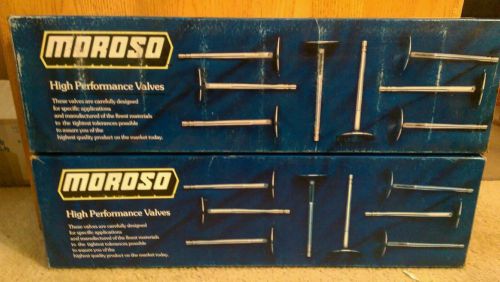 MOROSO
High Performance Valves
These valves are carefully designed
for specific applications
and manufactured of the finest materials
to the tightest tolerances possible
to assure you of the
highest quality product on the market today.
MOROSO
High Performance Valves
These valves are carefully designed
for specific applications
and manufactured of the finest materials
to the tightest tolerances possible
to assure you of the
highest quality product on the market today.